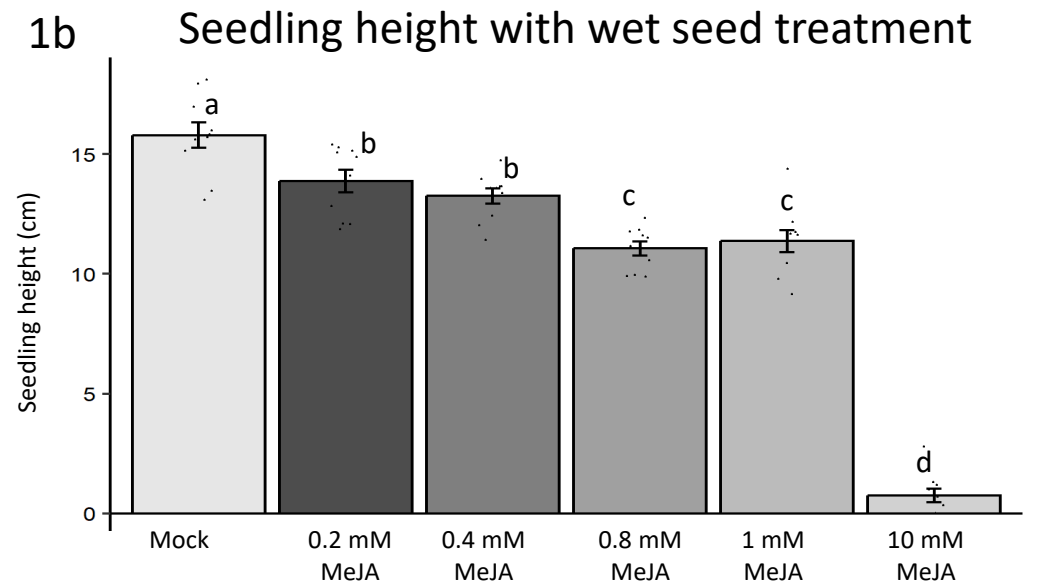 1b
Seedling height with wet seed treatment
Seedling height (cm)
15
10
5
0
a
b
b
c
c
d
Mock
0.2 mM
MeJA
0.4 mM
MeJA
0.8 mM
MeJA
1 mM
MeJA
10 mM
MeJA